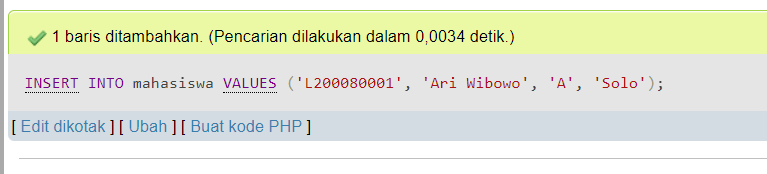 1 baris ditambahkan. (Pencarian dilakukan dalam 0,0034 detik.)
INSERT INTO mahasiswa VALUES ('L200080001', 'Ari Wibowo', 'A', 'Solo');
[ Edit dikotak ] [ Ubah ] [ Buat kode PHP ]